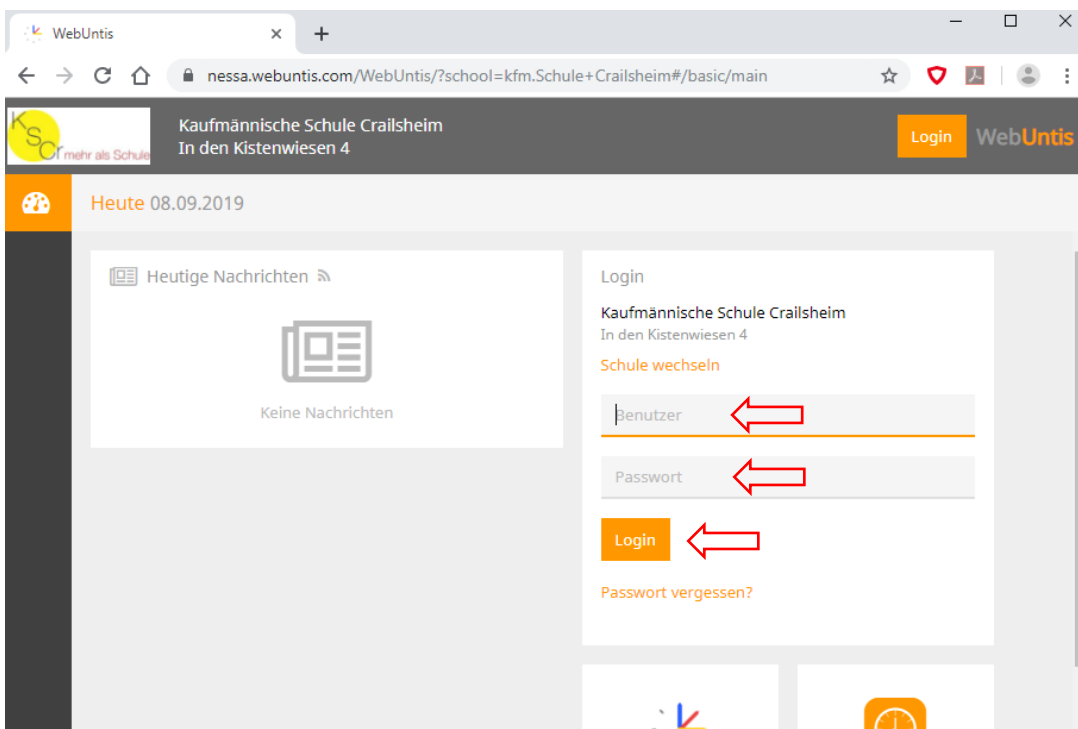 WebUntis
nessa.webuntis.com/WebUntis/?school=kfm.Schule+Crailsheim#/basic/main
KSCr mehr als Schule
Kaufmännische Schule Crailsheim
In den Kistenwiesen 4
Login
WebUntis
Heute 08.09.2019
Heutige Nachrichten
Keine Nachrichten
Login
Kaufmännische Schule Crailsheim
In den Kistenwiesen 4
Schule wechseln
Benutzer
Passwort
Login
Passwort vergessen?